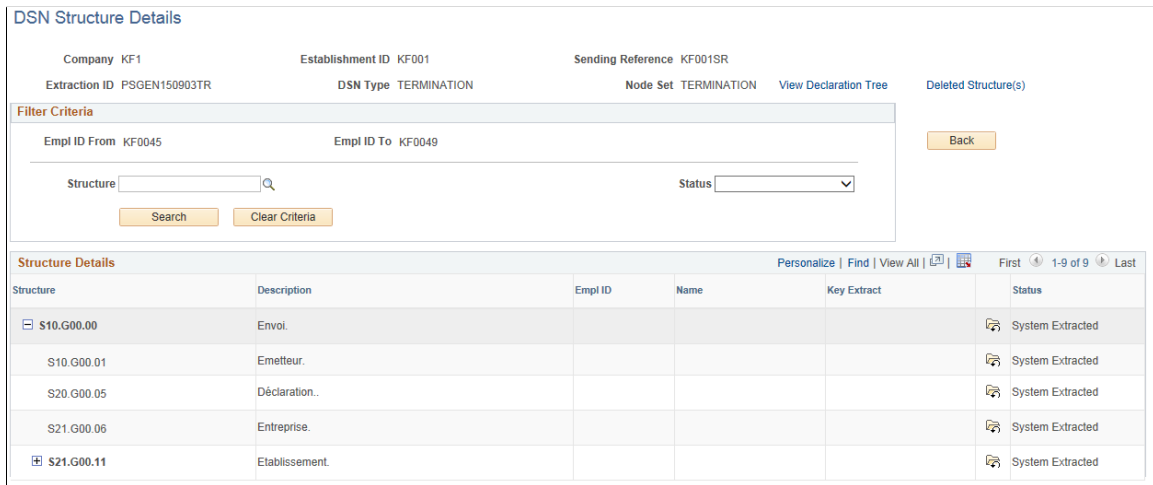 DSN Structure Details
Company KF1 Establishment ID KF001 Sending Reference KF001SR
Extraction ID PSGEN150903TR DSN Type TERMINATION Node Set TERMINATION View Declaration Tree Deleted Structure(s)
Filter Criteria
Empl ID From KF0045 Empl ID To KF0049 Back
Structure Status
Search Clear Criteria
Structure Details Personalize | Find | View All | | First 1-9 of 9 Last
Structure Description Empl ID Name Key Extract Status
S10.G00.00 Envoi. System Extracted
S10.G00.01 Emetteur. System Extracted
S20.G00.05 Déclaration.. System Extracted
S21.G00.06 Entreprise. System Extracted
S21.G00.11 Etablissement. System Extracted